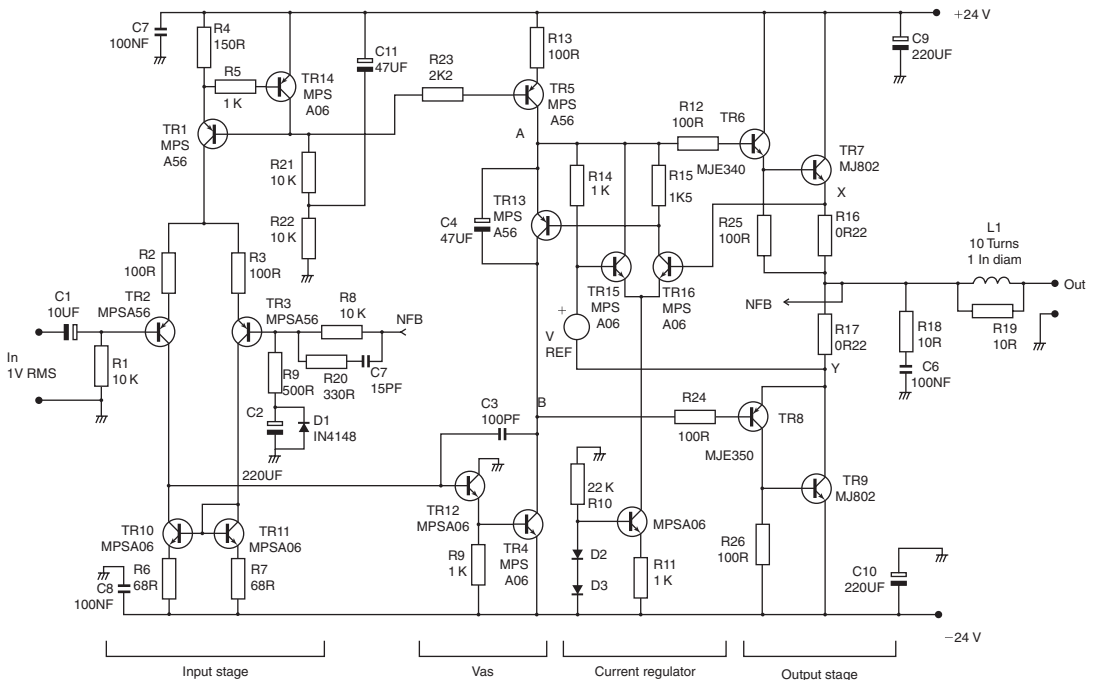 +24 V
C7
100NF
R4
150R
R5
1 K
TR14
MPS
A06
C11
47UF
R23
2K2
R13
100R
TR5
MPS
A56
C9
220UF
TR1
MPS
A56
A
R12
100R
TR6
MJE340
TR7
MJ802
X
R21
10 K
R22
10 K
R14
1 K
R15
1K5
TR13
MPS
A56
C4
47UF
R25
100R
R16
0R22
L1
10 Turns
1 In diam
Out
R2
100R
R3
100R
TR15
MPS
A06
TR16
MPS
A06
NFB
C1
10UF
TR2
MPSA56
TR3
MPSA56
R8
10 K
NFB
+
V
REF
R17
0R22
R18
10R
R19
10R
In
1V RMS
R1
10 K
R9
500R
R20
330R
C7
15PF
C6
100NF
Y
C2
D1
IN4148
220UF
C3
100PF
B
R24
100R
TR8
MJE350
TR12
MPSA06
22 K
R10
TR9
MJ802
TR10
MPSA06
TR11
MPSA06
TR4
MPS
A06
MPSA06
R9
1 K
D2
D3
R11
1 K
R26
100R
R6
68R
R7
68R
C8
100NF
C10
220UF
−24 V
Input stage
Vas
Current regulator
Output stage